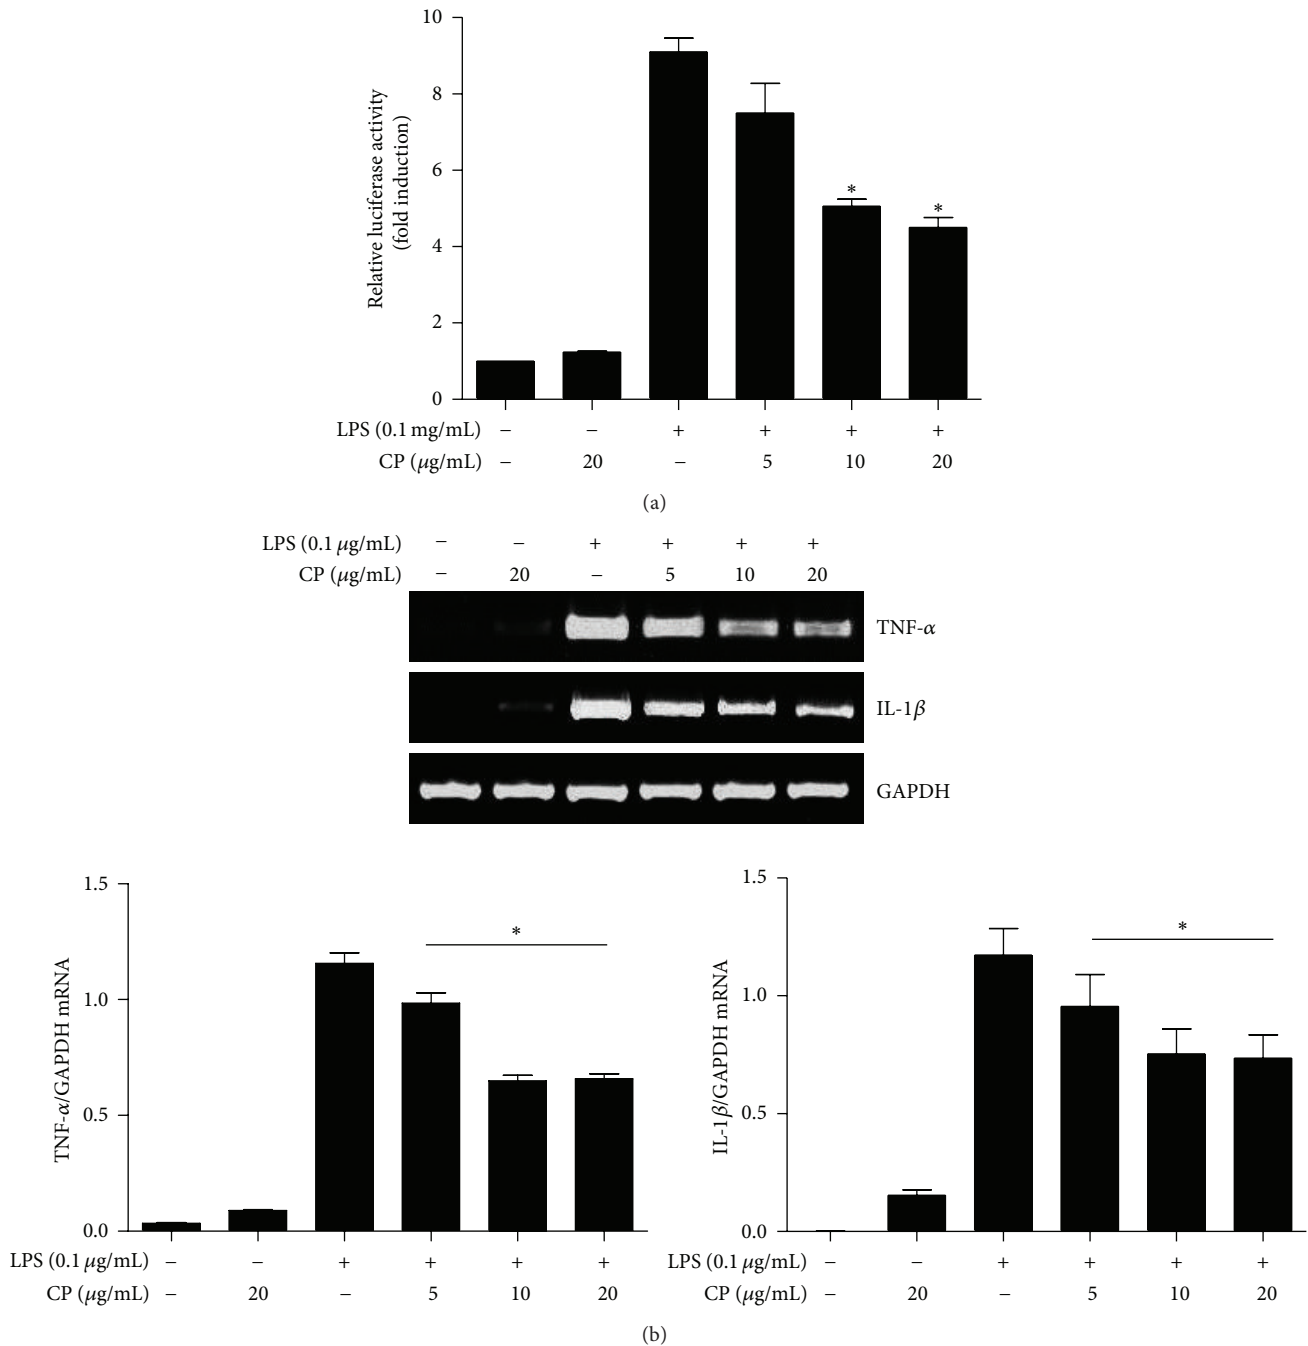 10
8
6
4
2
0
Relative luciferase activity
(fold induction)
*
*
LPS (0.1 mg/mL) − − + + + +
CP (μg/mL) − 20 − 5 10 20
(a)
LPS (0.1 μg/mL) − − + + + +
CP (μg/mL) − 20 − 5 10 20
TNF-α
IL-1β
GAPDH
1.5
1.0
0.5
0.0
TNF-α/GAPDH mRNA
*
LPS (0.1 μg/mL) − − + + + +
CP (μg/mL) − 20 − 5 10 20
1.5
1.0
0.5
0.0
IL-1β/GAPDH mRNA
*
LPS (0.1 μg/mL) − − + + + +
CP (μg/mL) − 20 − 5 10 20
(b)